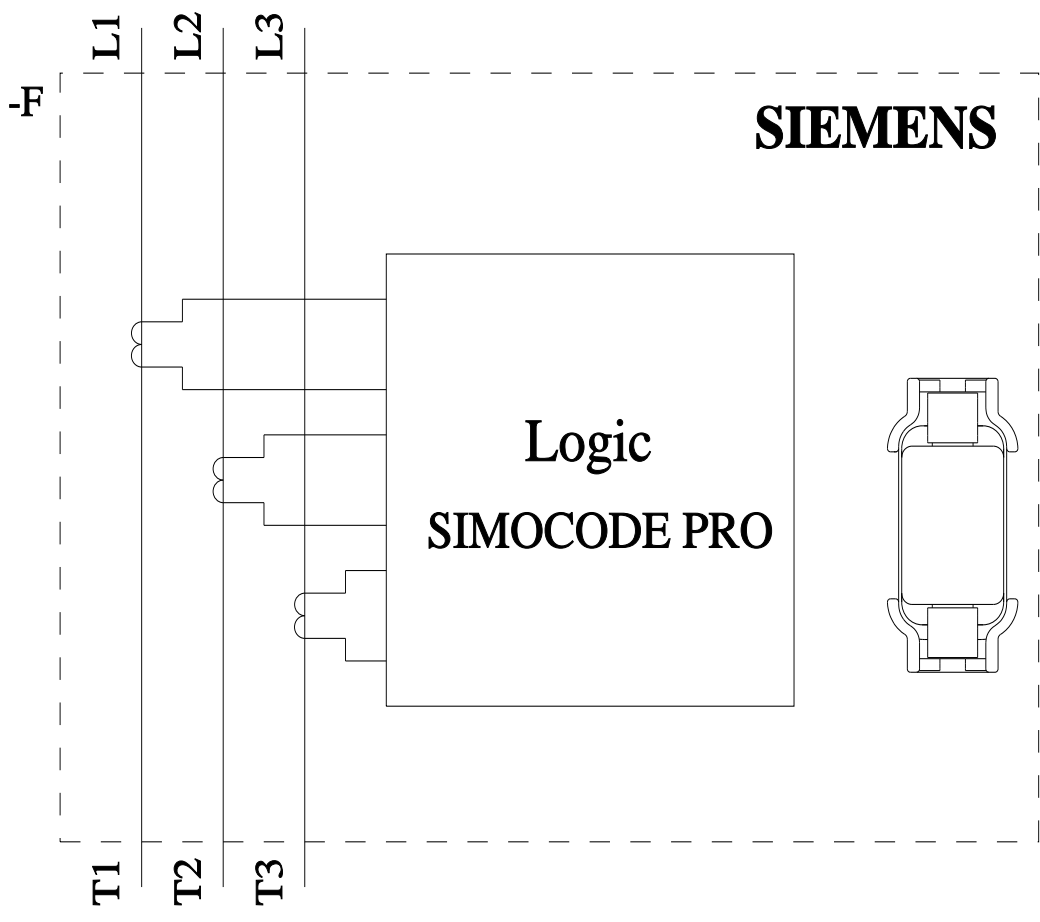 L1 L2 L3
-F
SIEMENS
Logic
SIMOCODE PRO
T1 T2 T3